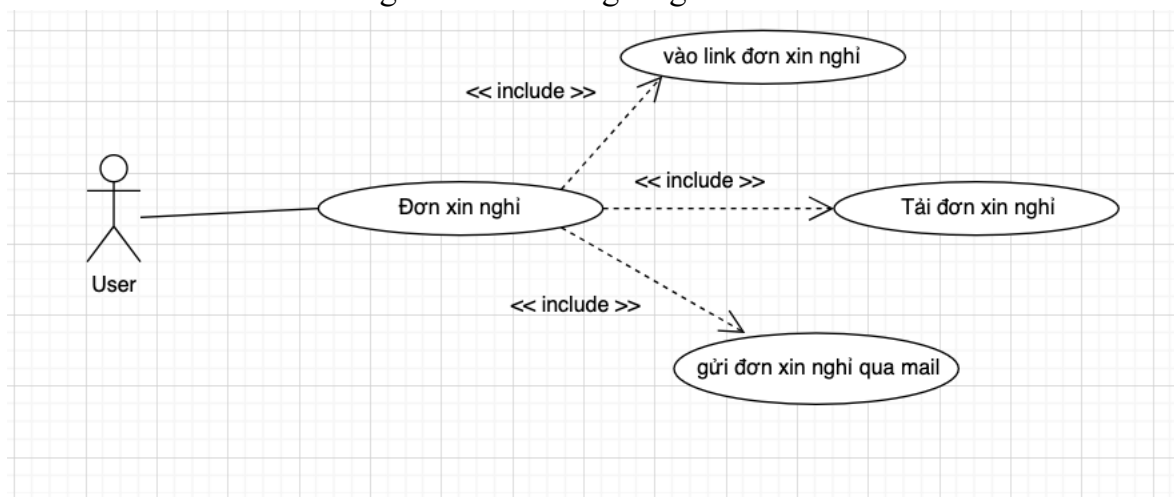 vào link đơn xin nghỉ
<< include >>
<< include >>
Đơn xin nghỉ
Tải đơn xin nghỉ
User
<< include >>
gửi đơn xin nghỉ qua mail